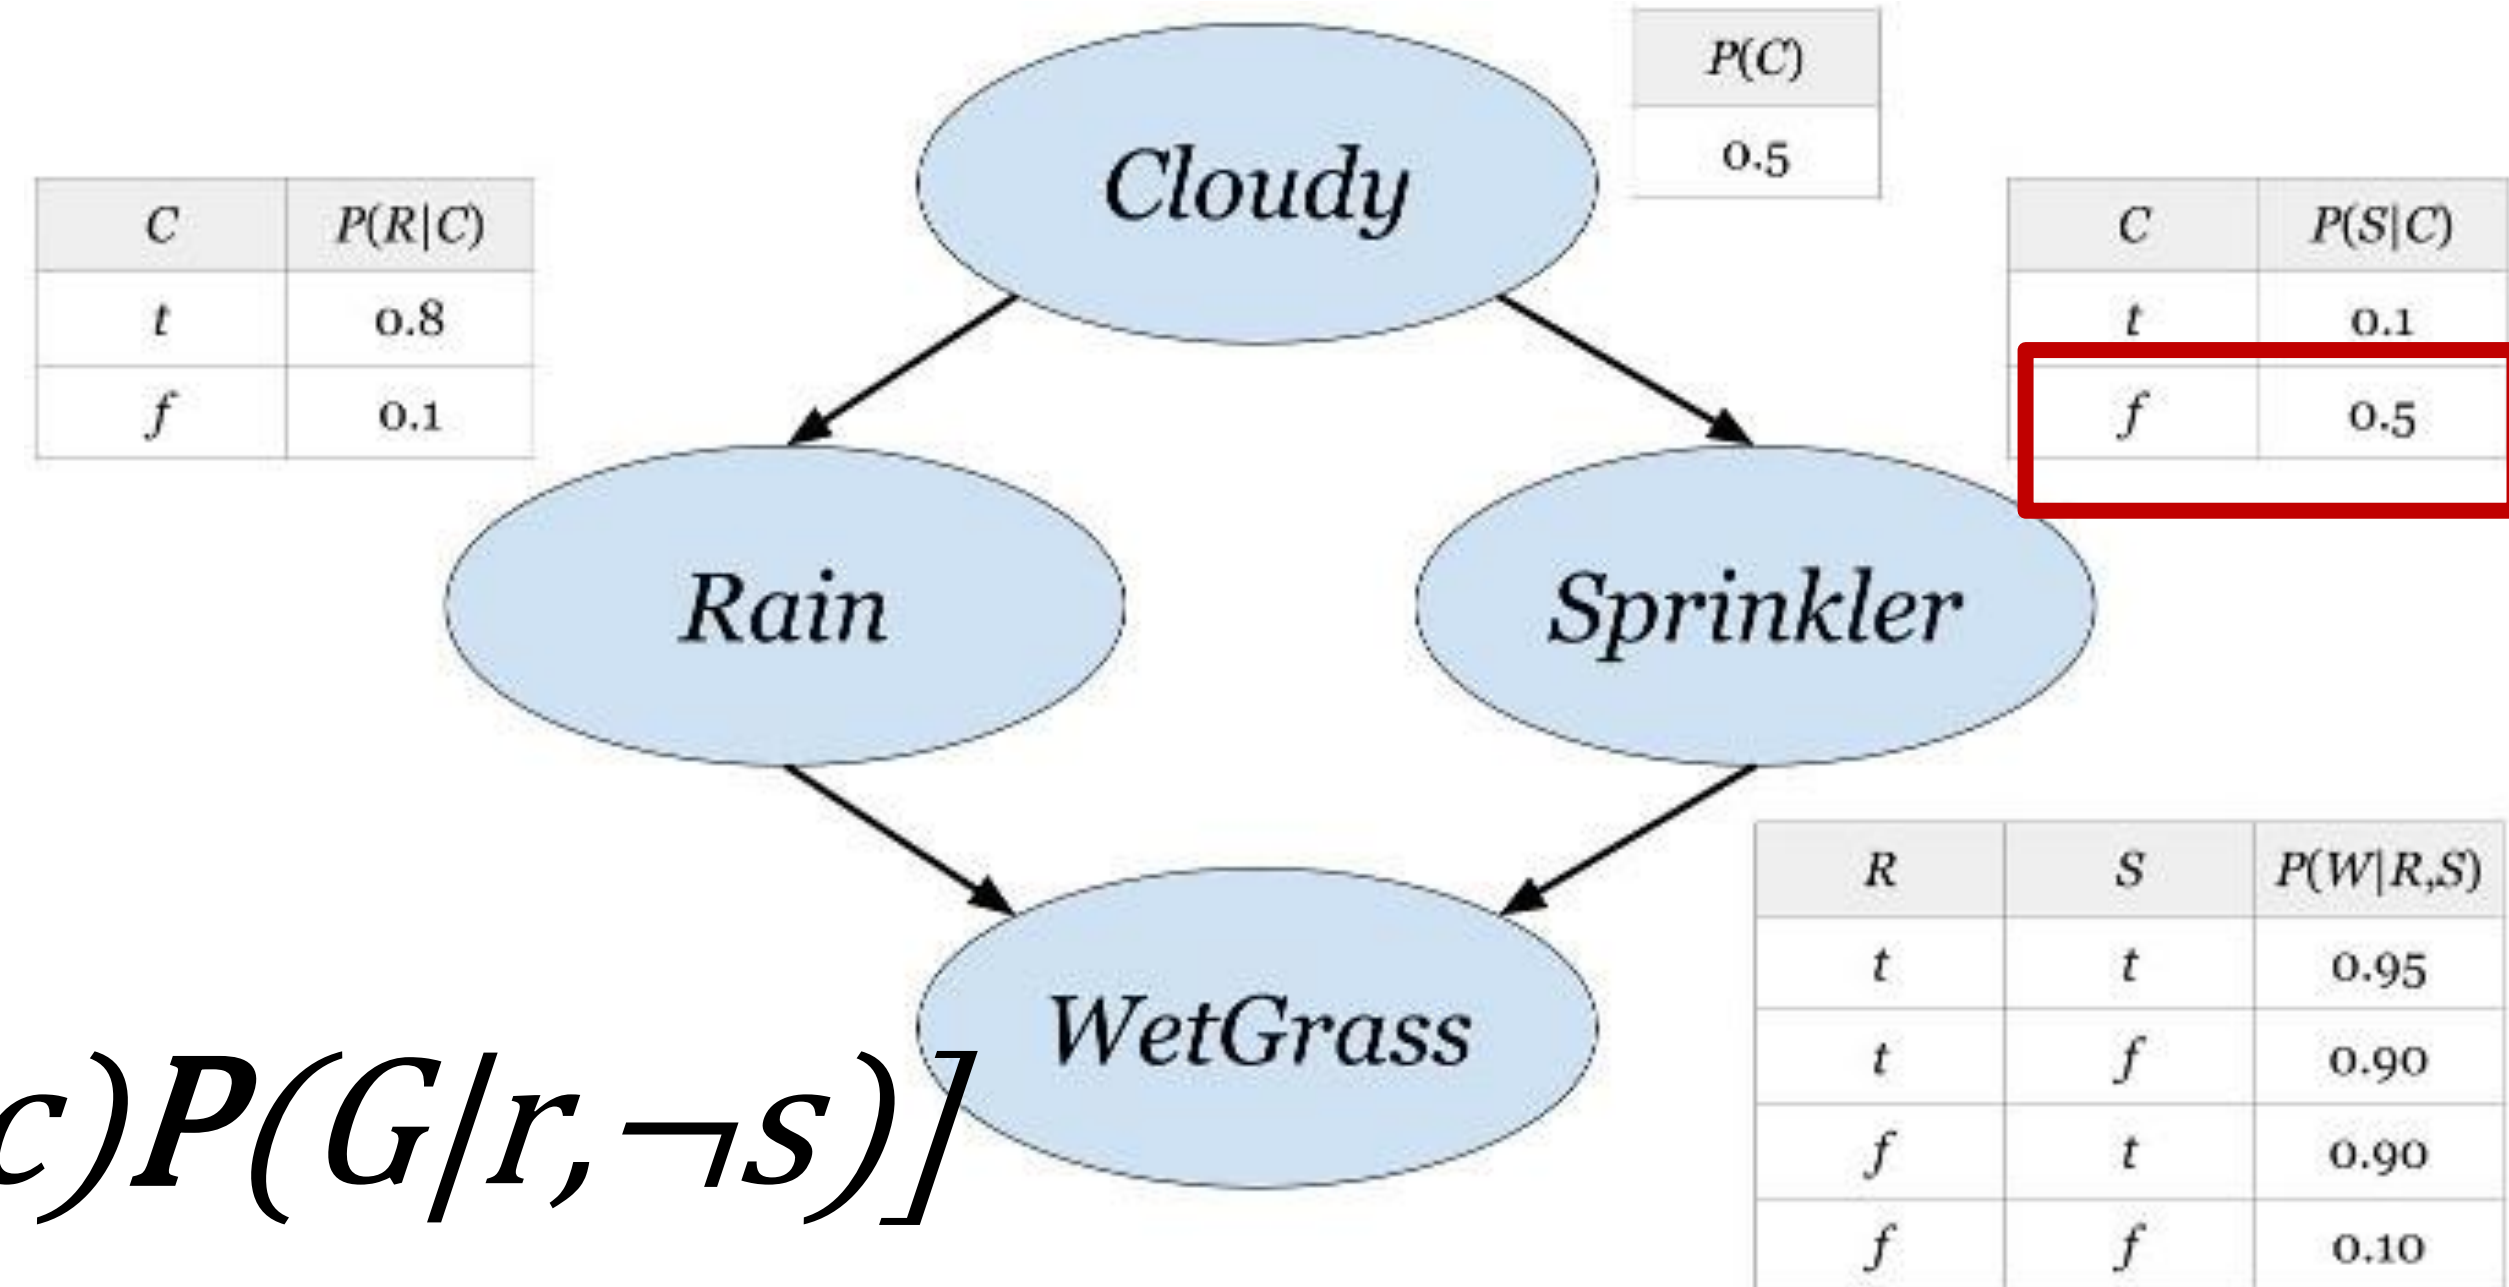 P(C)
0.5
Cloudy
C P(R|C)
t 0.8
f 0.1
C P(S|C)
t 0.1
f 0.5
Rain
Sprinkler
WetGrass
R S P(W|R,S)
t t 0.95
t f 0.90
f t 0.90
f f 0.10
c)P(G|r,¬s)]